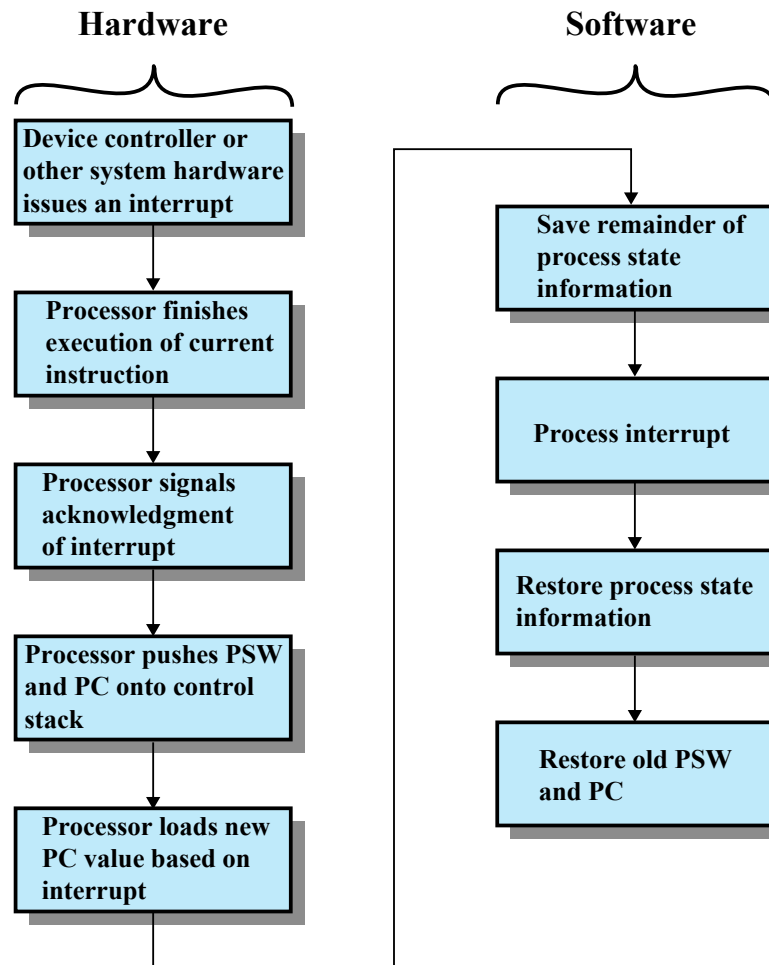 Hardware
Device controller or
other system hardware
issues an interrupt
Processor finishes
execution of current
instruction
Processor signals
acknowledgment
of interrupt
Processor pushes PSW
and PC onto control
stack
Processor loads new
PC value based on
interrupt
Software
Save remainder of
process state
information
Process interrupt
Restore process state
information
Restore old PSW
and PC